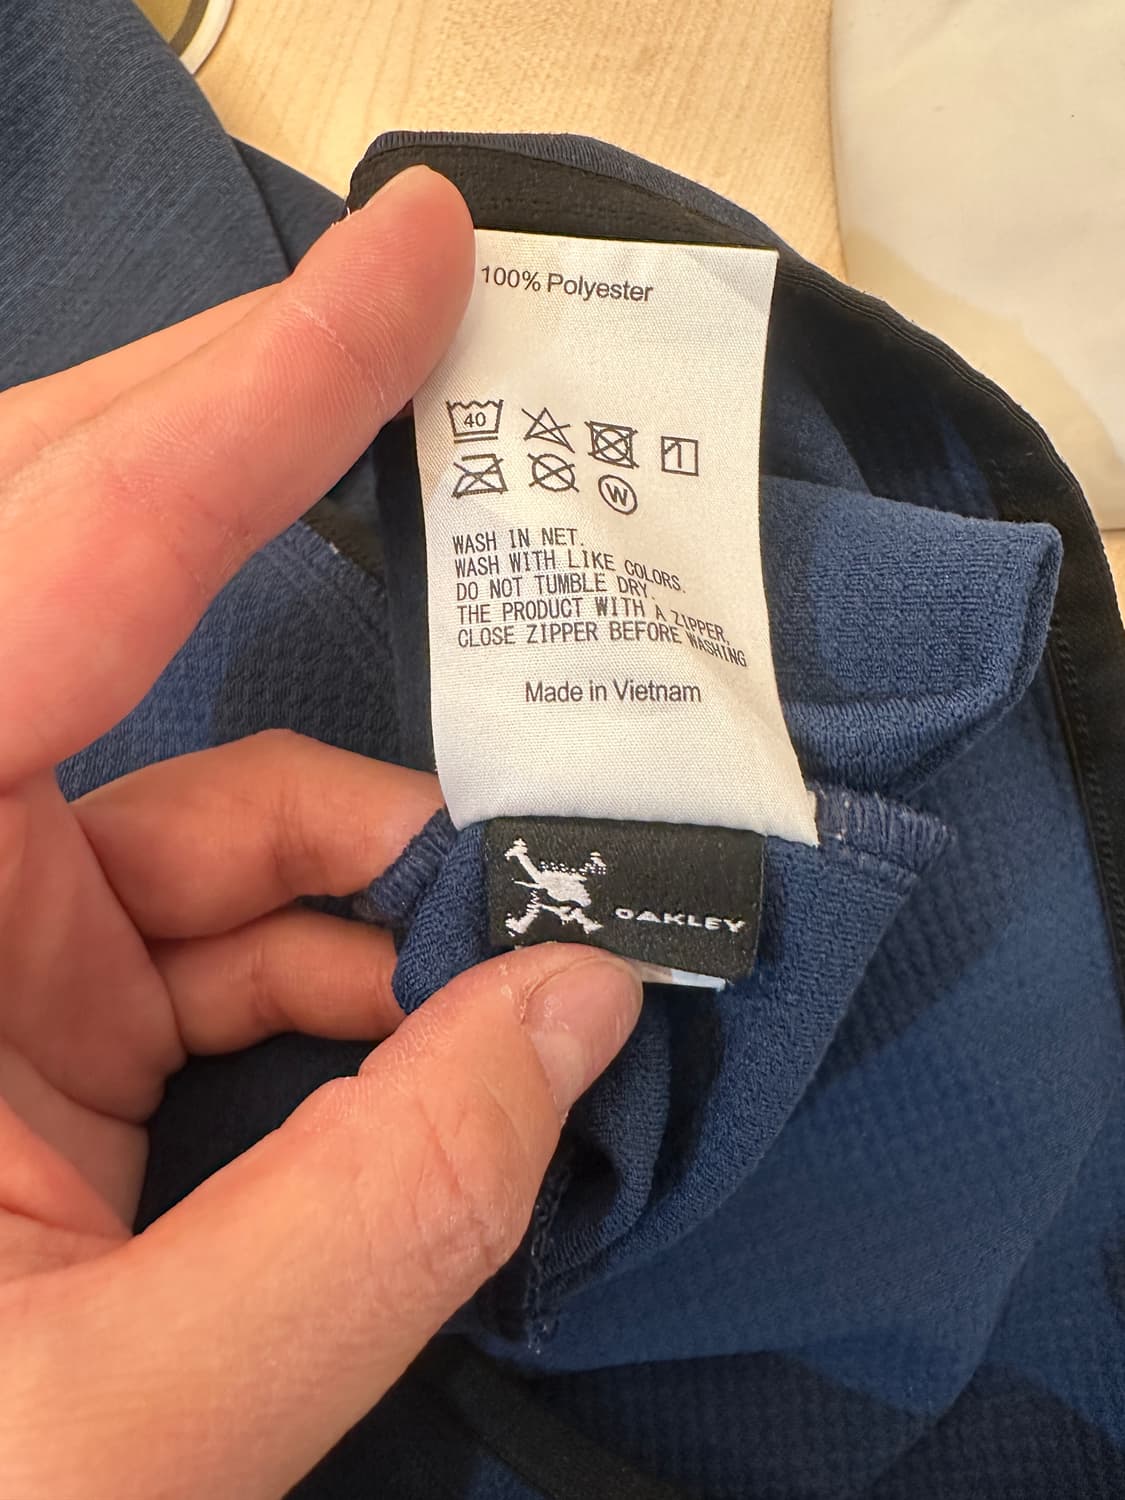 100% Polyester
40
W
WASH IN NET.
WASH WITH LIKE COLORS.
DO NOT TUMBLE DRY.
THE PRODUCT WITH A ZIPPER,
CLOSE ZIPPER BEFORE WASHING
Made in Vietnam
OAKLEY